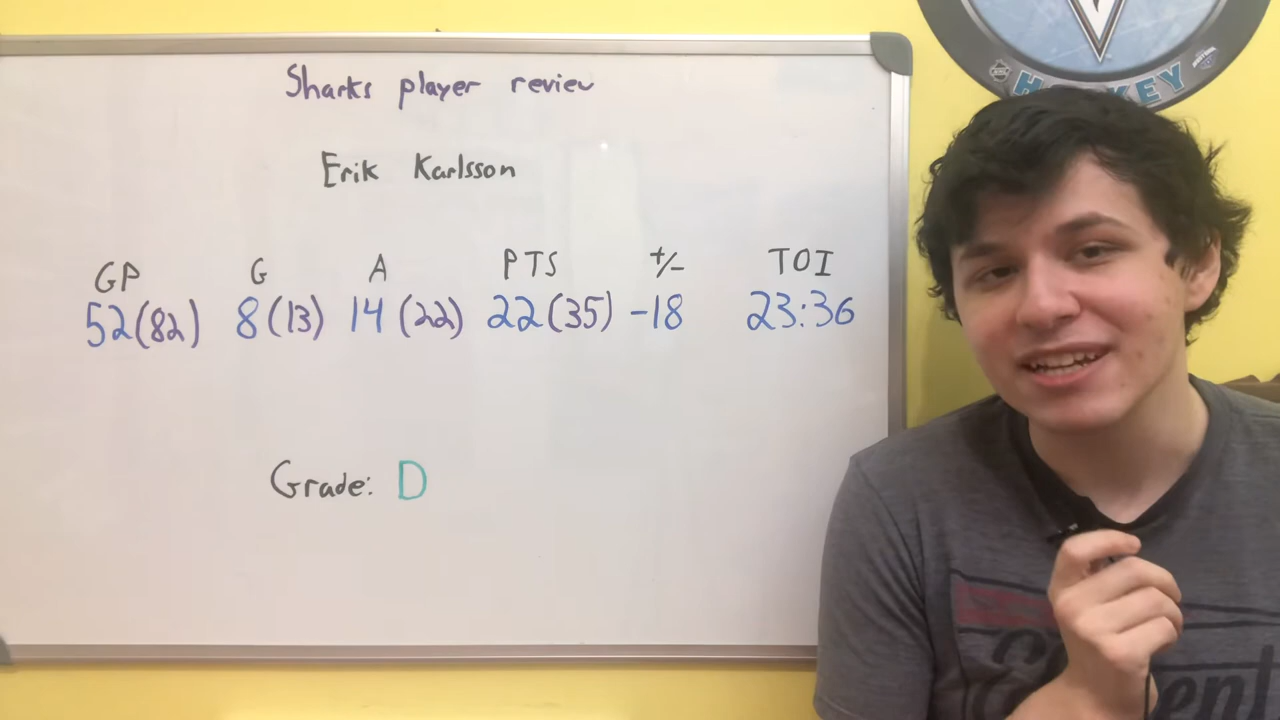 HOCKEY
Sharks player review
Erik Karlsson
GP G A PTS +/- TOI
52(82) 8(13) 14(22) 22(35) -18 23:36
Grade: D